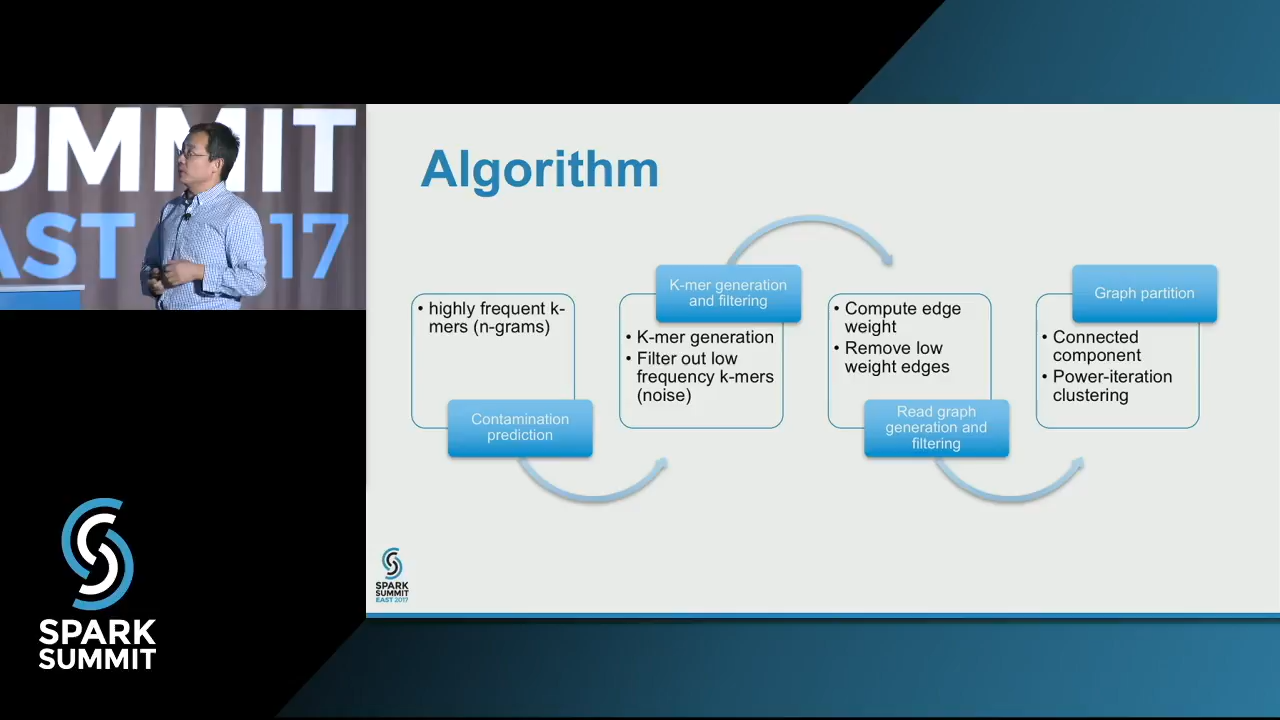 UMMIT
AST 17
Algorithm
• highly frequent k-
mers (n-grams)
Contamination
prediction
K-mer generation
and filtering
• K-mer generation
• Filter out low
frequency k-mers
(noise)
• Compute edge
weight
• Remove low
weight edges
Read graph
generation and
filtering
Graph partition
• Connected
component
• Power-iteration
clustering
SPARK
SUMMIT
EAST 2017
SPARK
SUMMIT